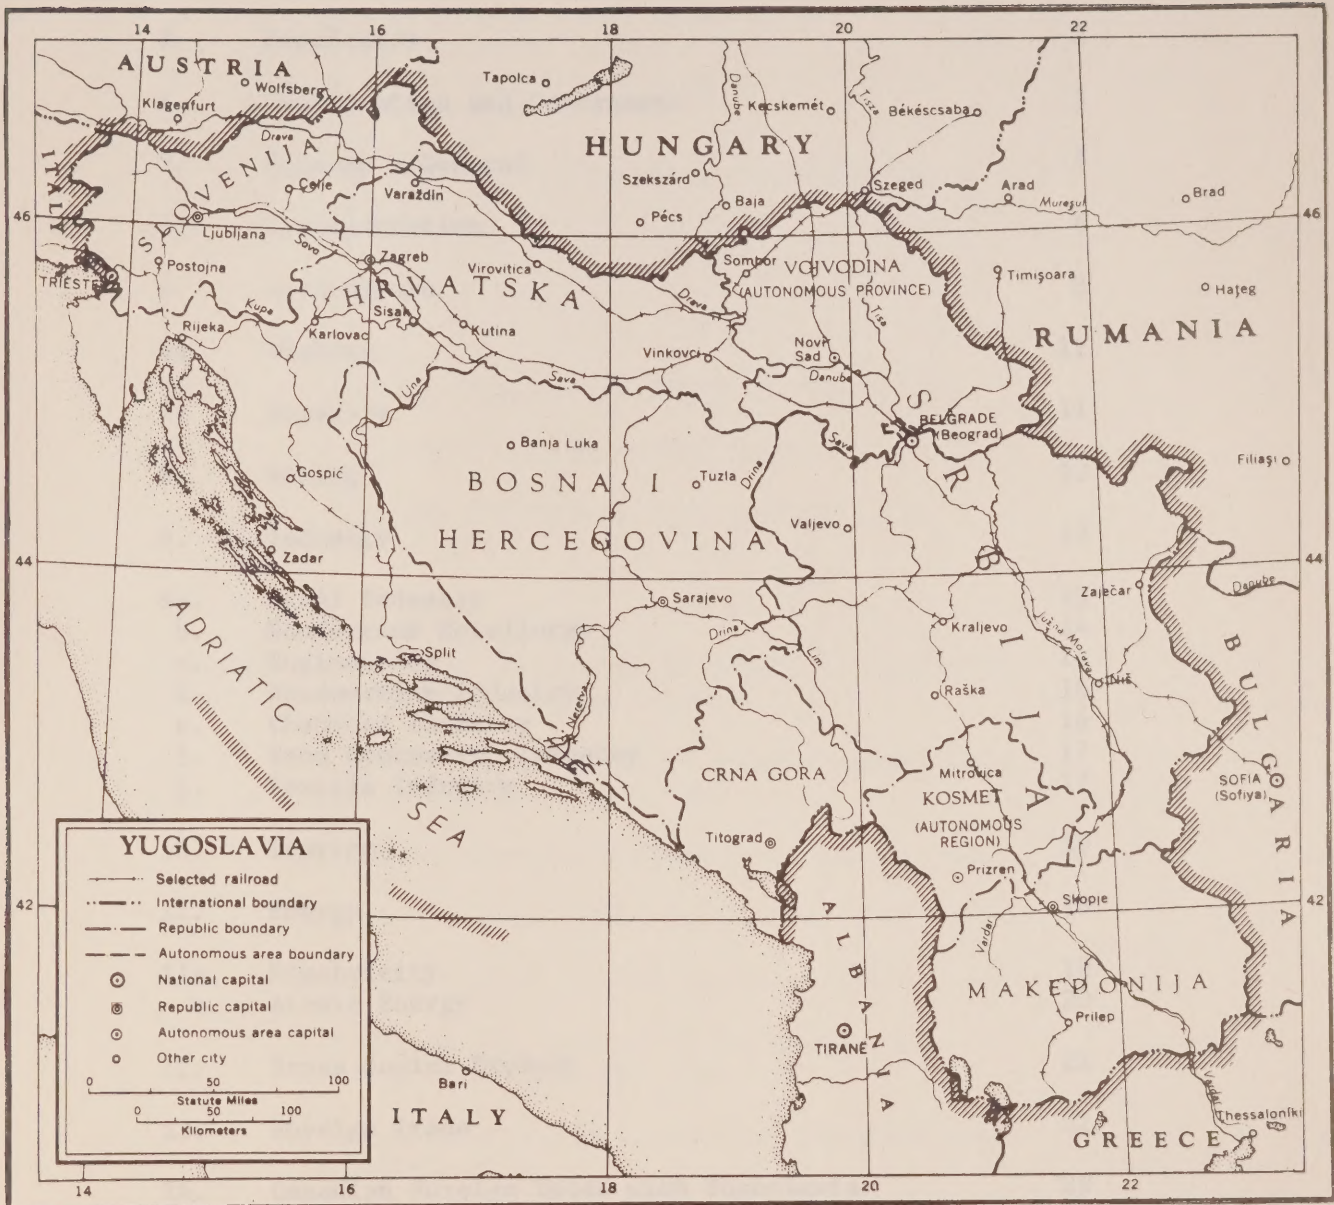 14
16
18
20
22
AUSTRIA
Wolfsberg
Klagenfurt
Tapolca
Danube
Kecskemét
Tisza
Békéscsaba
HUNGARY
ITALY
Drava
SLOVENIJA
Celje
Varaždin
Szekszárd
Szeged
Arad
Mureşul
Brad
46
Ljubljana
Pécs
Baja
46
Sava
Postojna
Zagreb
Virovitica
Sombor
VOJVODINA
(AUTONOMOUS PROVINCE)
Timişoara
TRIESTE
HRVATSKA
Drava
Tisa
Haţeg
Kupa
Sisak
RUMANIA
Rijeka
Karlovac
Kutina
Vinkovci
Novi
Sad
Danube
Una
Sava
SRBIJA
BELGRADE
(Beograd)
Banja Luka
Sava
Filiaşi
Gospić
BOSNA I
Tuzla
Drina
HERCEGOVINA
Valjevo
Zadar
44
44
Zaječar
Danube
ADRIATIC
Sarajevo
Drina
Kraljevo
Južna Morava
BULGARIA
Split
Lim
Niš
Neretva
Raška
CRNA GORA
Mitrovica
SOFIA
(Sofiya)
KOSMET
(AUTONOMOUS
REGION)
SEA
Titograd
Prizren
Skopje
42
42
Vardar
ALBANIA
MAKEDONIJA
TIRANË
Prilep
Bari
ITALY
Vardar
Thessaloníki
GREECE
YUGOSLAVIA
Selected railroad
International boundary
Republic boundary
Autonomous area boundary
National capital
Republic capital
Autonomous area capital
Other city
0 50 100
Statute Miles
0 50 100
Kilometers
14
16
18
20
22